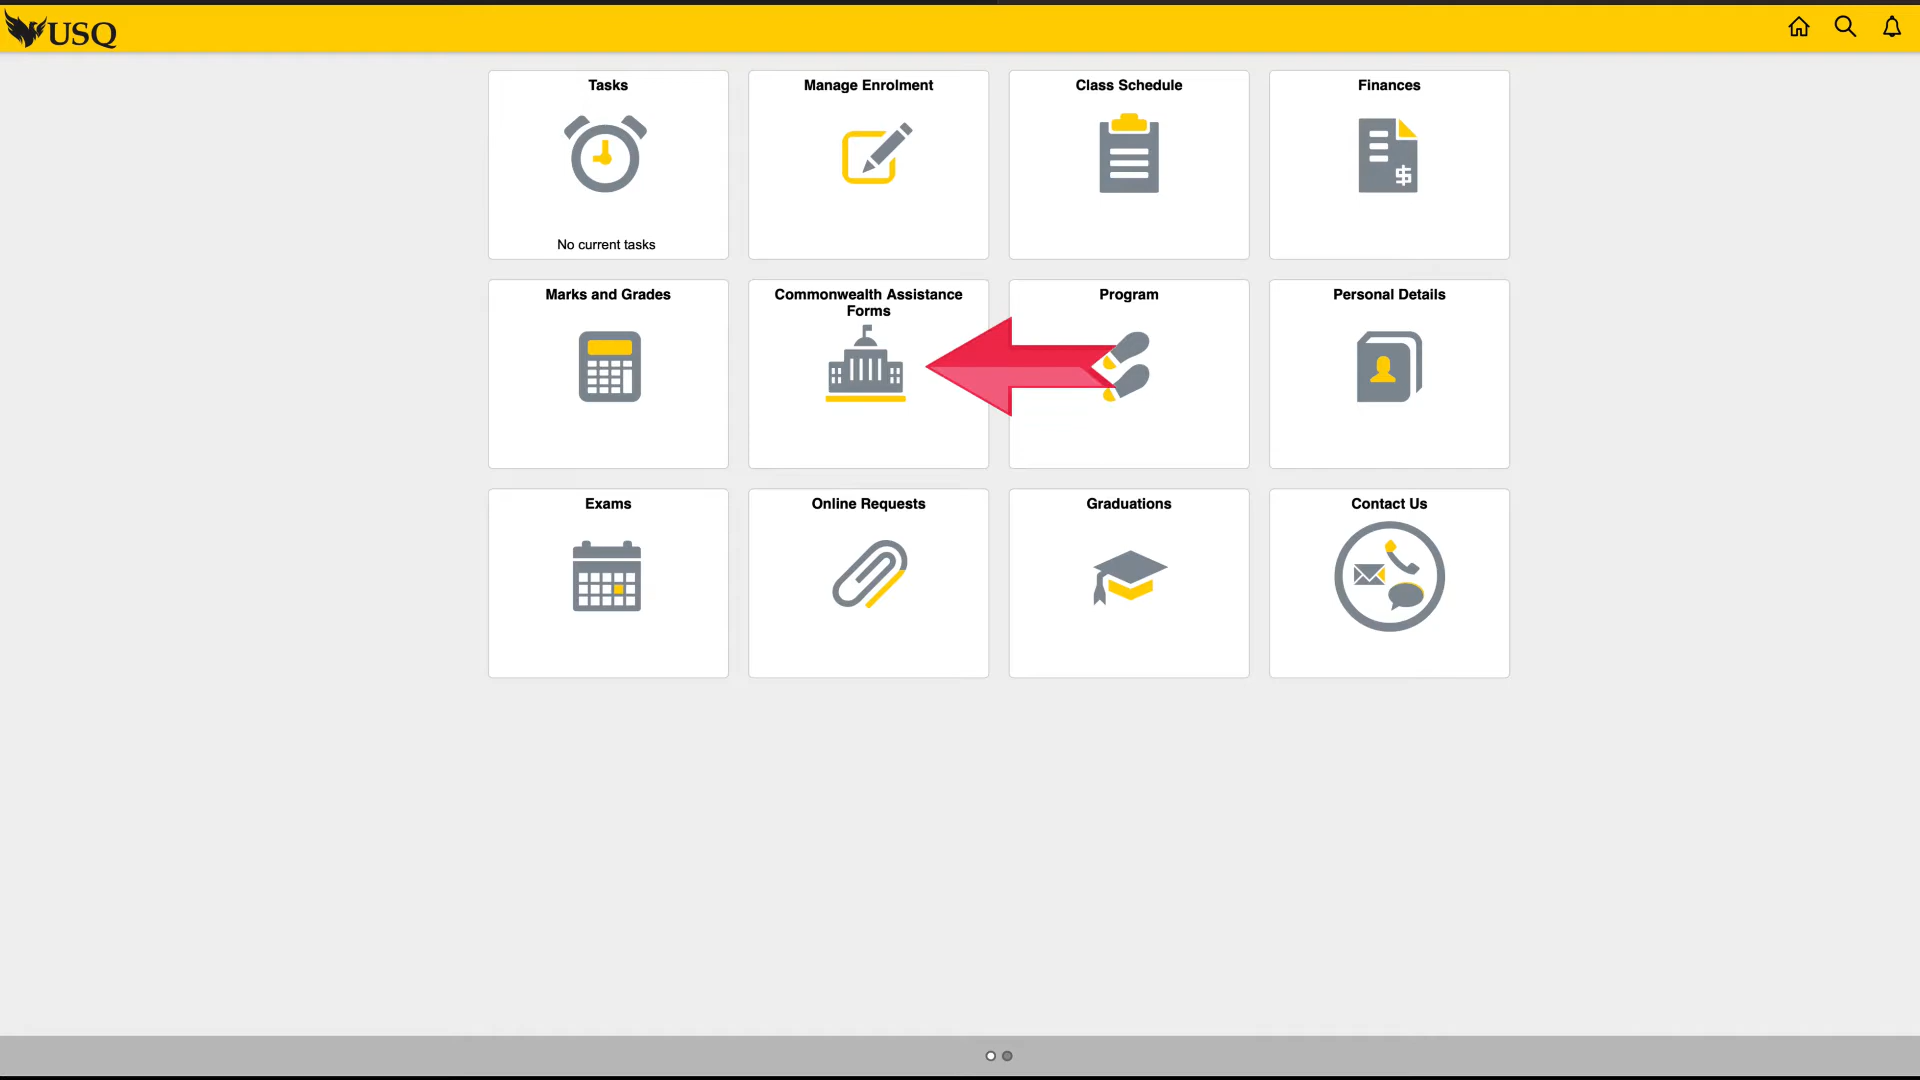 USQ
Tasks
Manage Enrolment
Class Schedule
Finances
No current tasks
Marks and Grades
Commonwealth Assistance
Forms
Program
Personal Details
Exams
Online Requests
Graduations
Contact Us